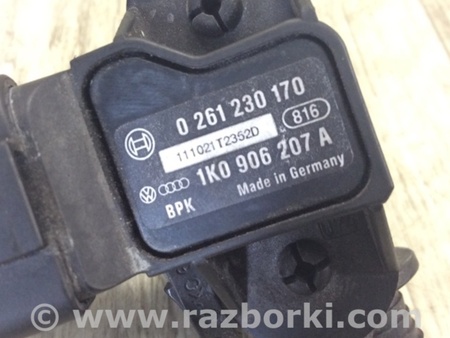 0 261 230 170
111021T2352D
816
1K0 906 207 A
BPK
Made in Germany
www.razborki.com